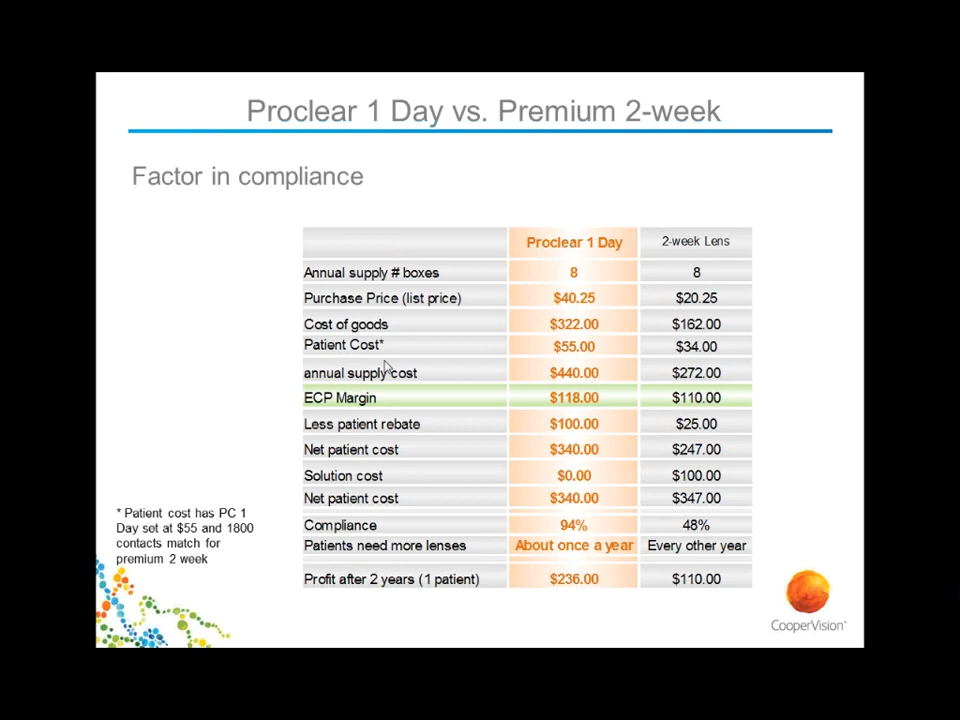 Proclear 1 Day vs. Premium 2-week
Factor in compliance
Proclear 1 Day 2-week Lens
Annual supply # boxes 8 8
Purchase Price (list price) $40.25 $20.25
Cost of goods $322.00 $162.00
Patient Cost* $55.00 $34.00
annual supply cost $440.00 $272.00
ECP Margin $118.00 $110.00
Less patient rebate $100.00 $25.00
Net patient cost $340.00 $247.00
Solution cost $0.00 $100.00
Net patient cost $340.00 $347.00
Compliance 94% 48%
Patients need more lenses About once a year Every other year
Profit after 2 years (1 patient) $236.00 $110.00
* Patient cost has PC 1
Day set at $55 and 1800
contacts match for
premium 2 week
CooperVision